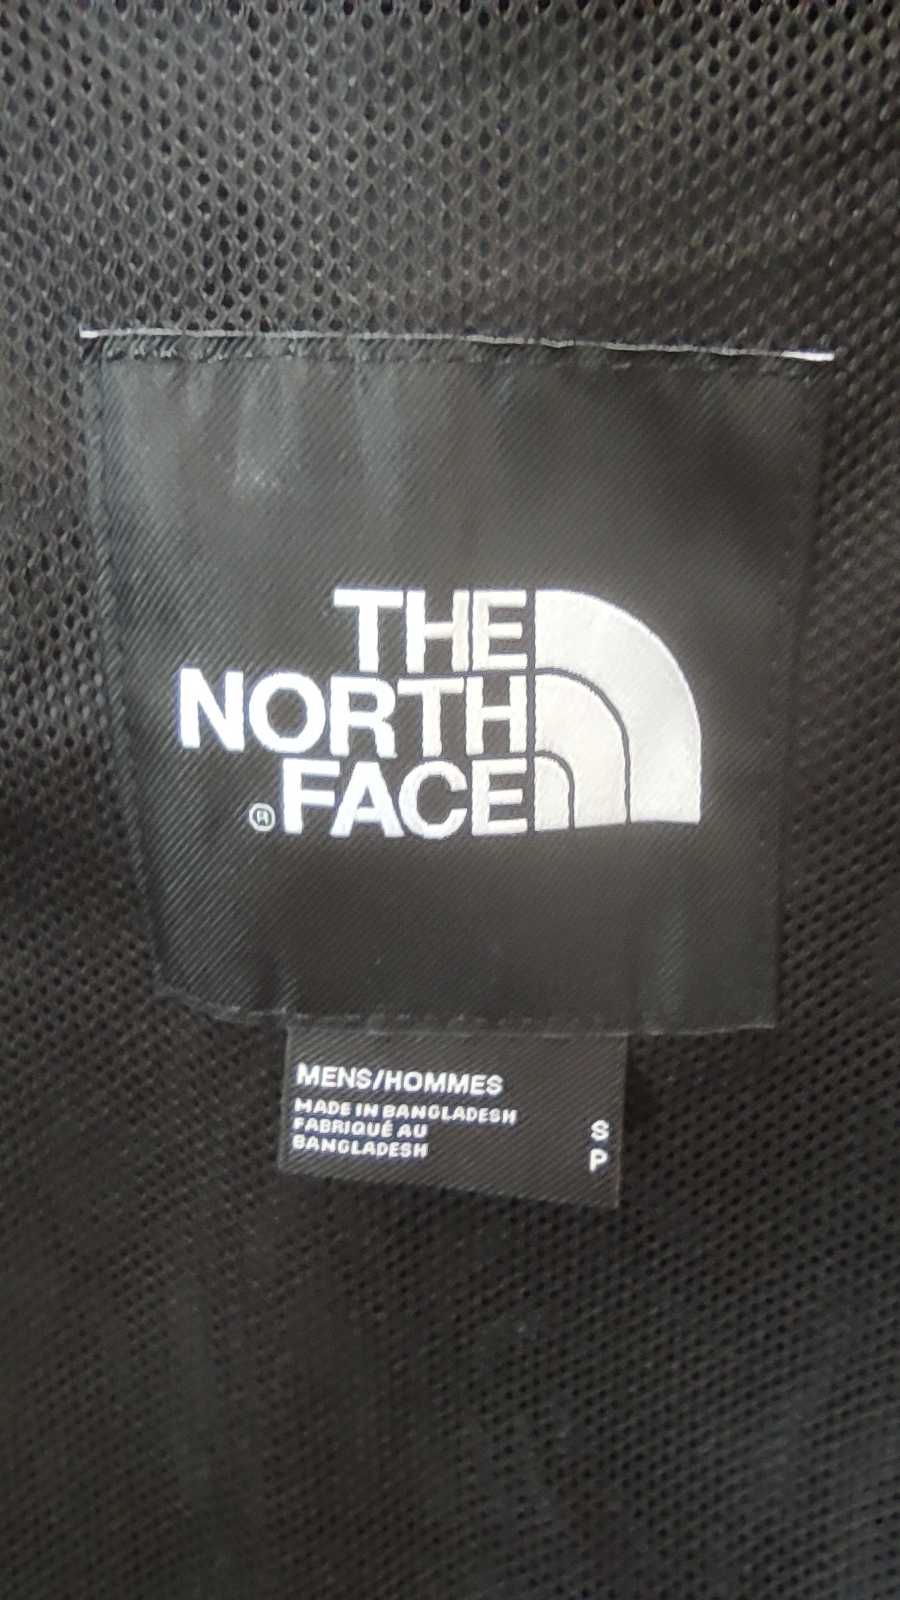 THE
NORTH
® FACE
MENS/HOMMES
MADE IN BANGLADESH
FABRIQUÉ AU
BANGLADESH
S
P